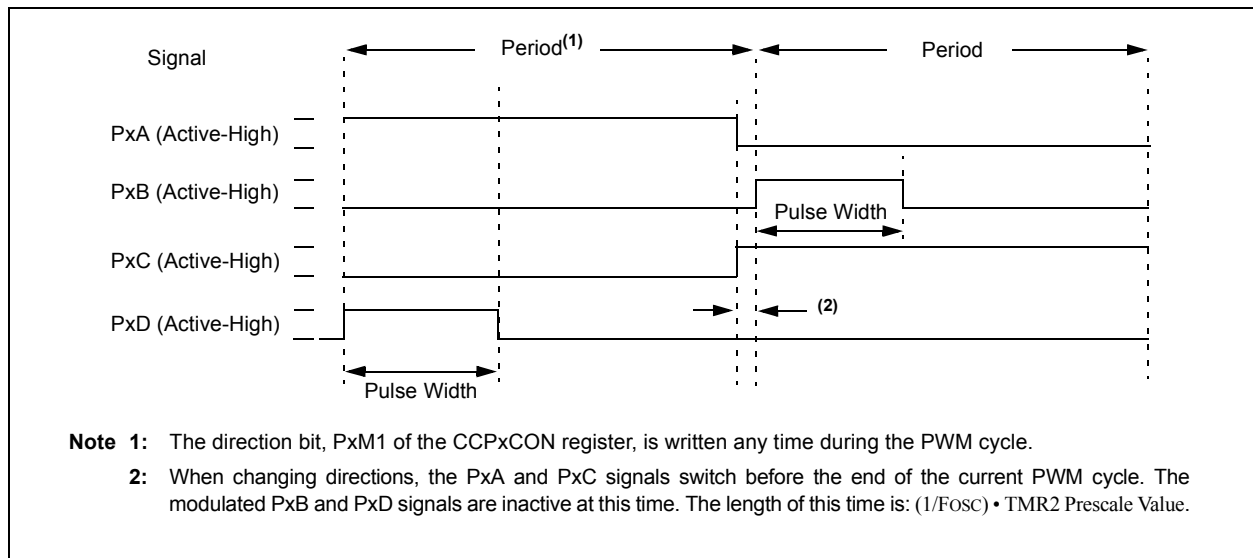 Signal
Period(1)
Period
PxA (Active-High)
PxB (Active-High)
Pulse Width
PxC (Active-High)
(2)
PxD (Active-High)
Pulse Width
Note 1: The direction bit, PxM1 of the CCPxCON register, is written any time during the PWM cycle.
2: When changing directions, the PxA and PxC signals switch before the end of the current PWM cycle. The
modulated PxB and PxD signals are inactive at this time. The length of this time is: (1/FOSC) • TMR2 Prescale Value.